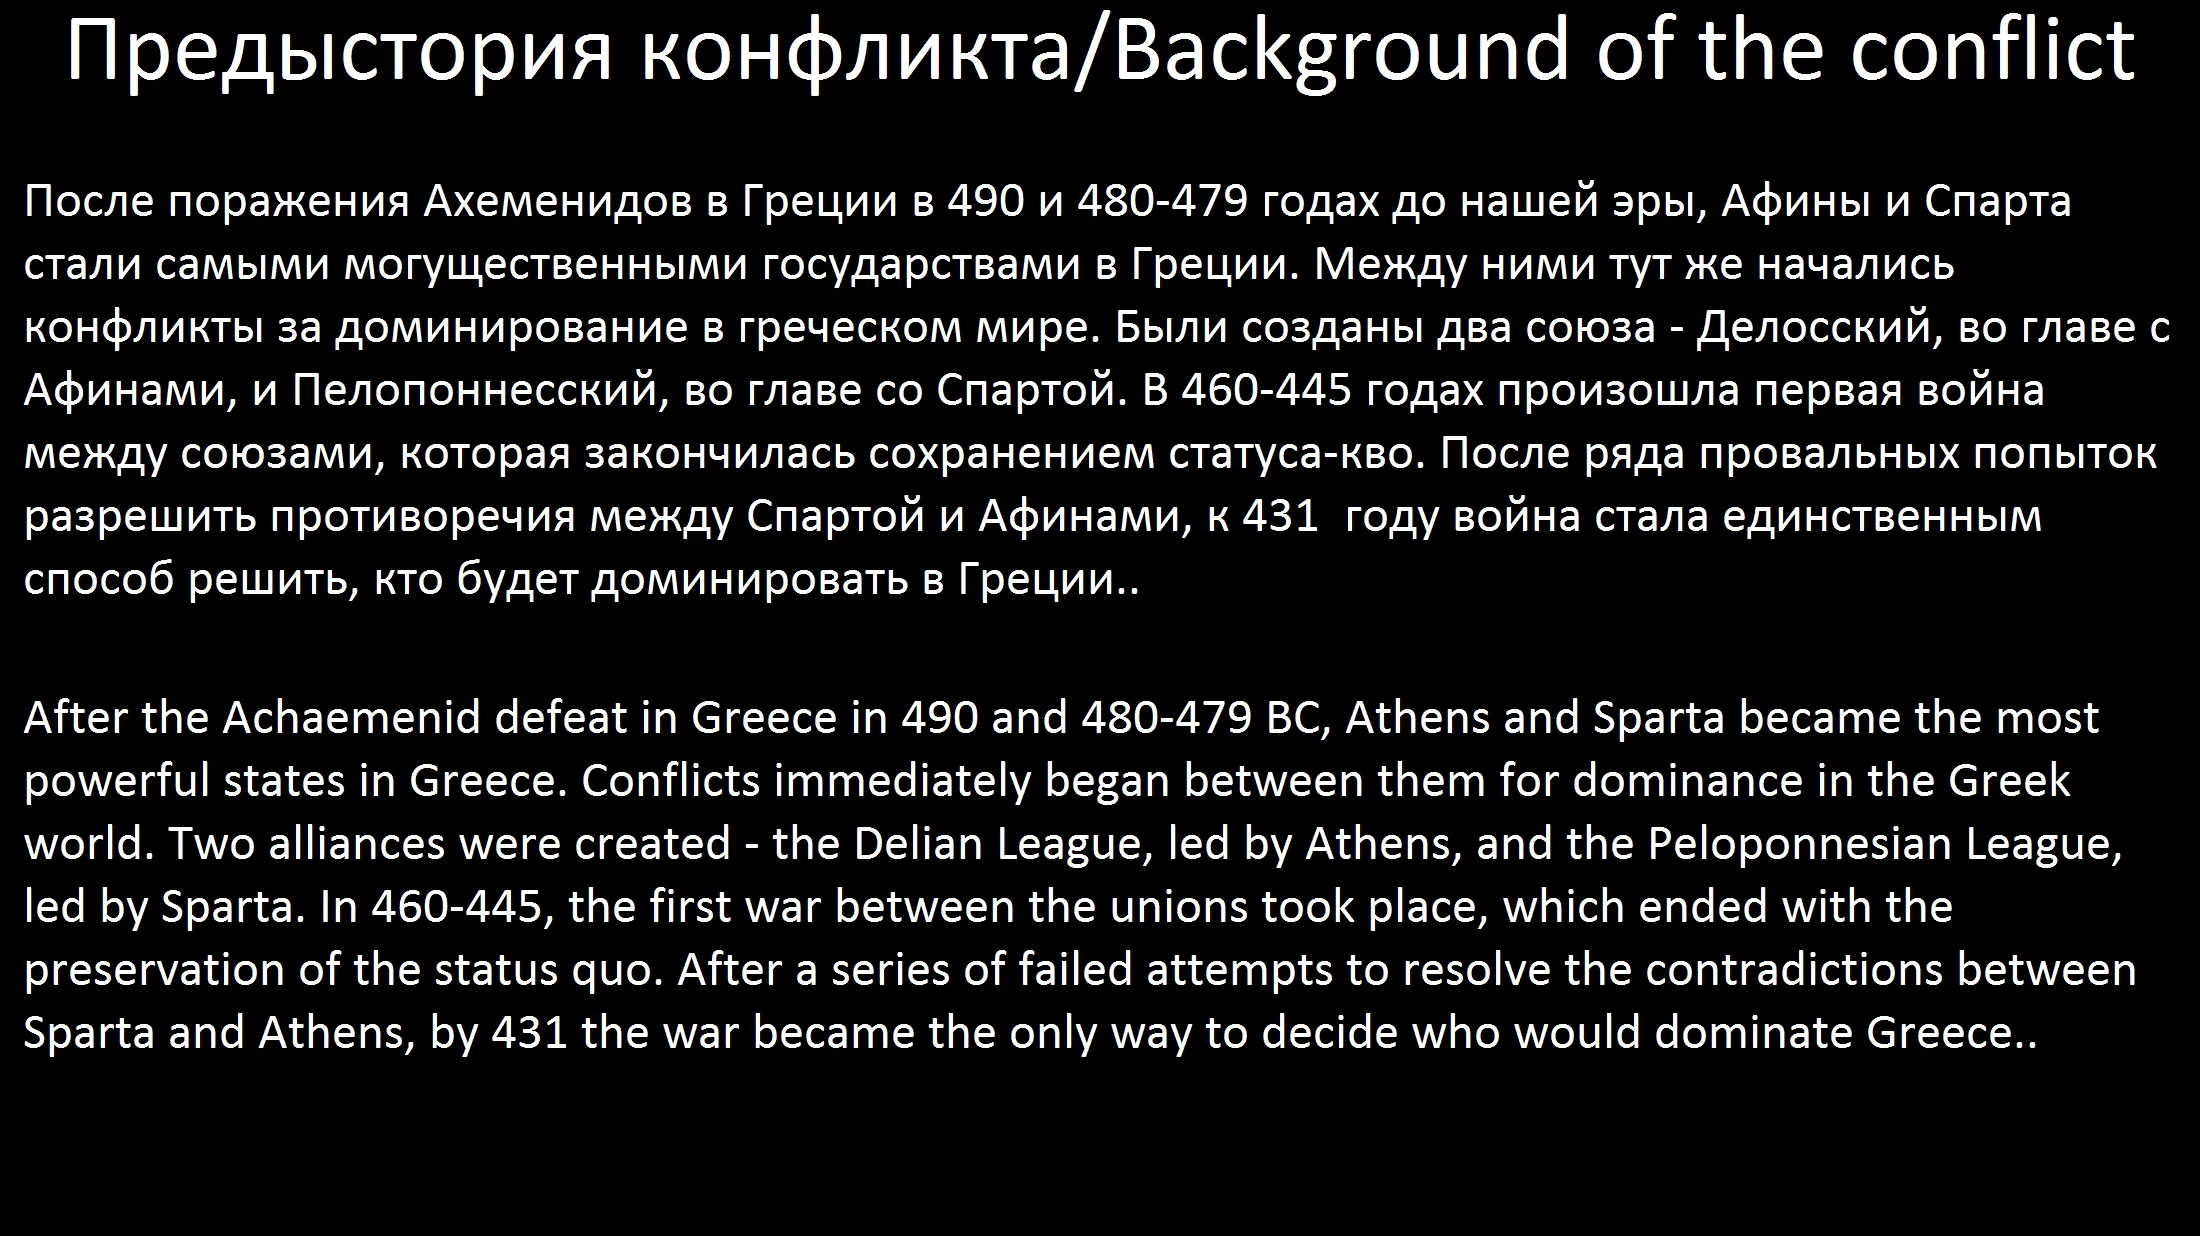 Предыстория конфликта/Background of the conflict
После поражения Ахеменидов в Греции в 490 и 480-479 годах до нашей эры, Афины и Спарта
стали самыми могущественными государствами в Греции. Между ними тут же начались
конфликты за доминирование в греческом мире. Были созданы два союза - Делосский, во главе с
Афинами, и Пелопоннесский, во главе со Спартой. В 460-445 годах произошла первая война
между союзами, которая закончилась сохранением статуса-кво. После ряда провальных попыток
разрешить противоречия между Спартой и Афинами, к 431  году война стала единственным
способ решить, кто будет доминировать в Греции..
After the Achaemenid defeat in Greece in 490 and 480-479 BC, Athens and Sparta became the most
powerful states in Greece. Conflicts immediately began between them for dominance in the Greek
world. Two alliances were created - the Delian League, led by Athens, and the Peloponnesian League,
led by Sparta. In 460-445, the first war between the unions took place, which ended with the
preservation of the status quo. After a series of failed attempts to resolve the contradictions between
Sparta and Athens, by 431 the war became the only way to decide who would dominate Greece..